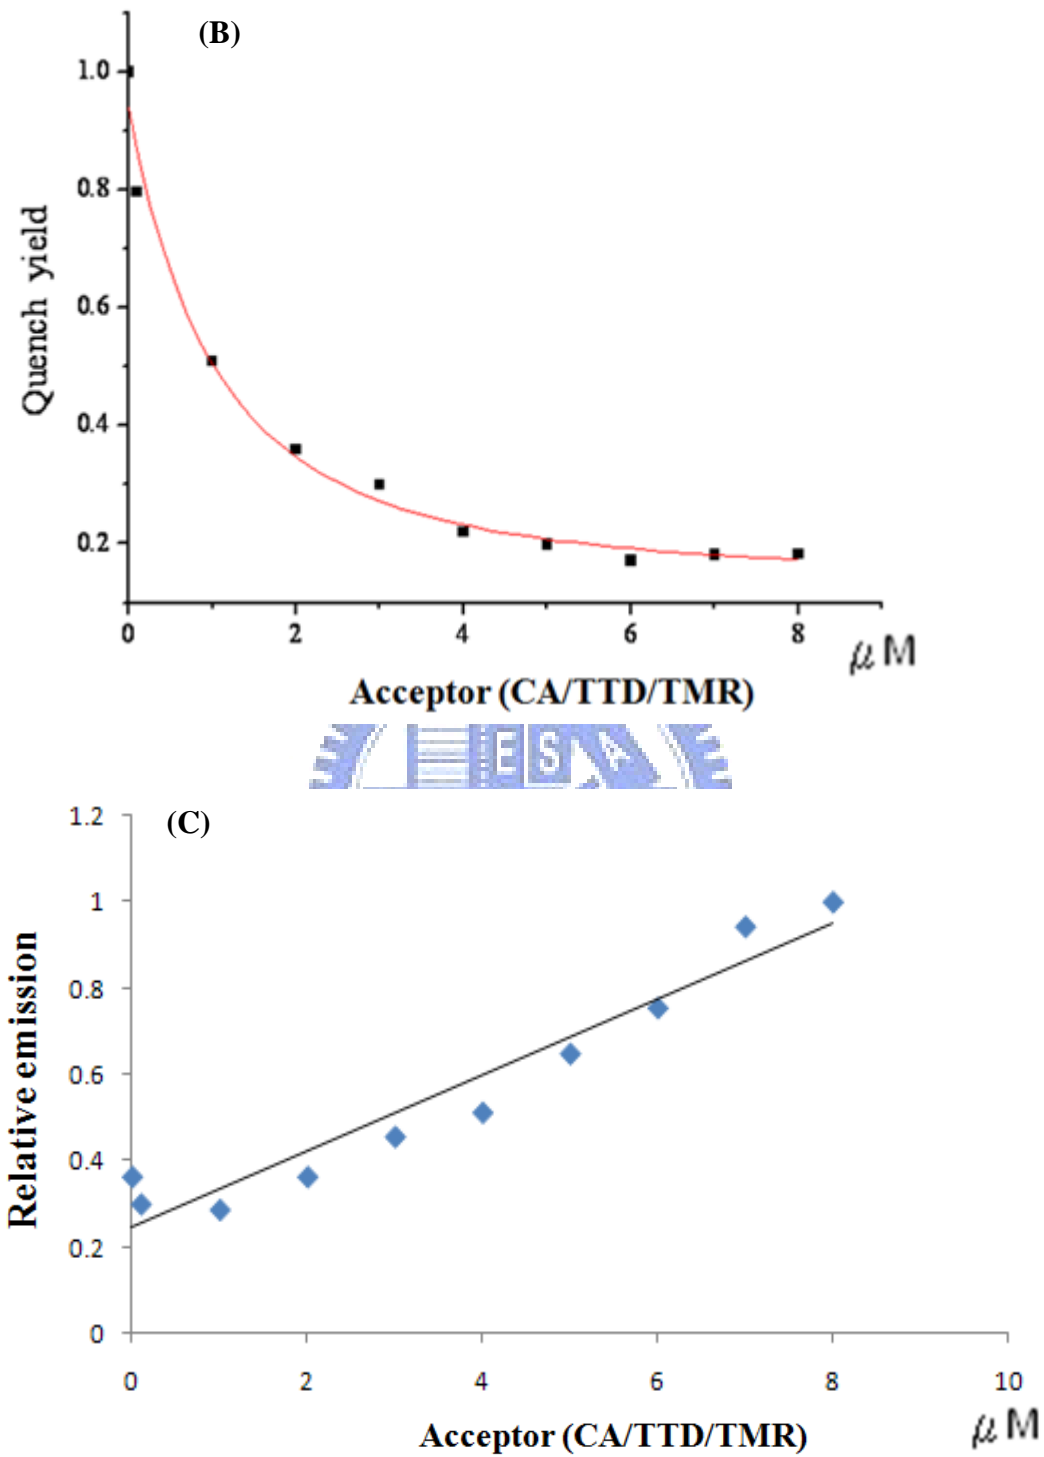 (B)
1.0
0.8
0.6
0.4
0.2
Quench yield
0 2 4 6 8
μM
Acceptor (CA/TTD/TMR)
ESA
(C)
1.2
1
0.8
0.6
0.4
0.2
0
Relative emission
0 2 4 6 8 10
μM
Acceptor (CA/TTD/TMR)